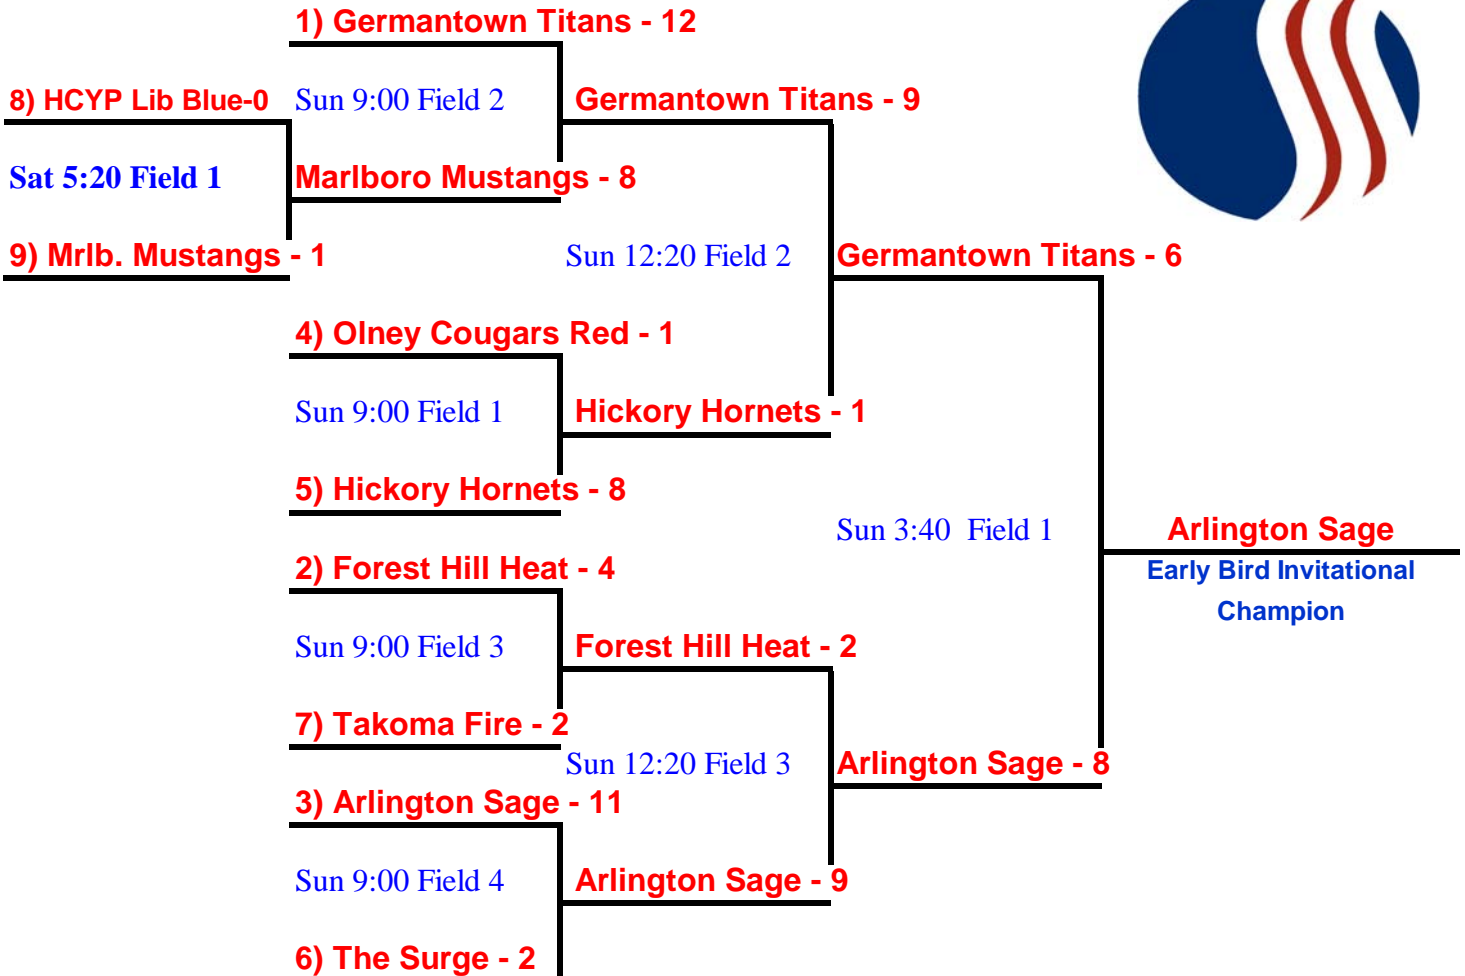 1) Germantown Titans - 12
8) HCYP Lib Blue-0
Sun 9:00 Field 2
Germantown Titans - 9
Sat 5:20 Field 1
Marlboro Mustangs - 8
9) Mrlb. Mustangs - 1
Sun 12:20 Field 2
Germantown Titans - 6
4) Olney Cougars Red - 1
Sun 9:00 Field 1
Hickory Hornets - 1
5) Hickory Hornets - 8
Sun 3:40 Field 1
Arlington Sage
2) Forest Hill Heat - 4
Early Bird Invitational
Champion
Sun 9:00 Field 3
Forest Hill Heat - 2
7) Takoma Fire - 2
Sun 12:20 Field 3
Arlington Sage - 8
3) Arlington Sage - 11
Sun 9:00 Field 4
Arlington Sage - 9
6) The Surge - 2